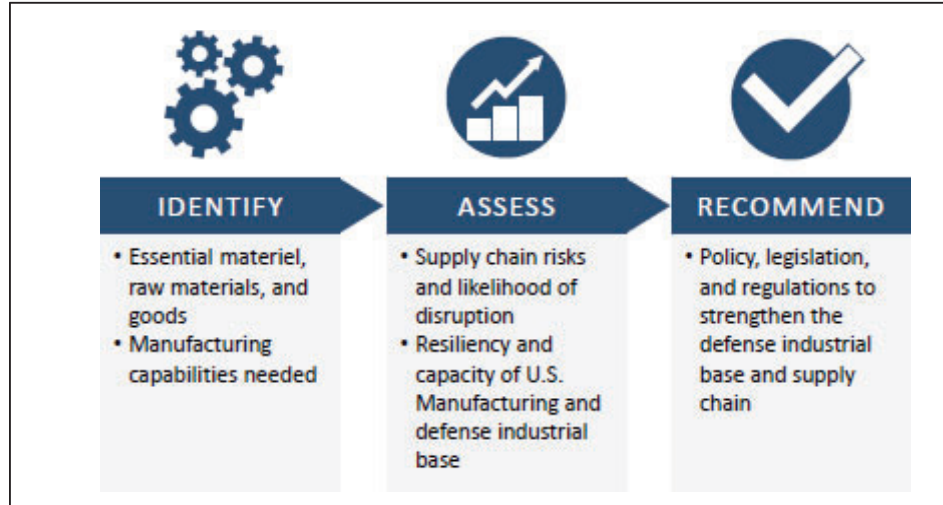 IDENTIFY
• Essential materiel,
raw materials, and
goods
• Manufacturing
capabilities needed
ASSESS
• Supply chain risks
and likelihood of
disruption
• Resiliency and
capacity of U.S.
Manufacturing and
defense industrial
base
RECOMMEND
• Policy, legislation,
and regulations to
strengthen the
defense industrial
base and supply
chain